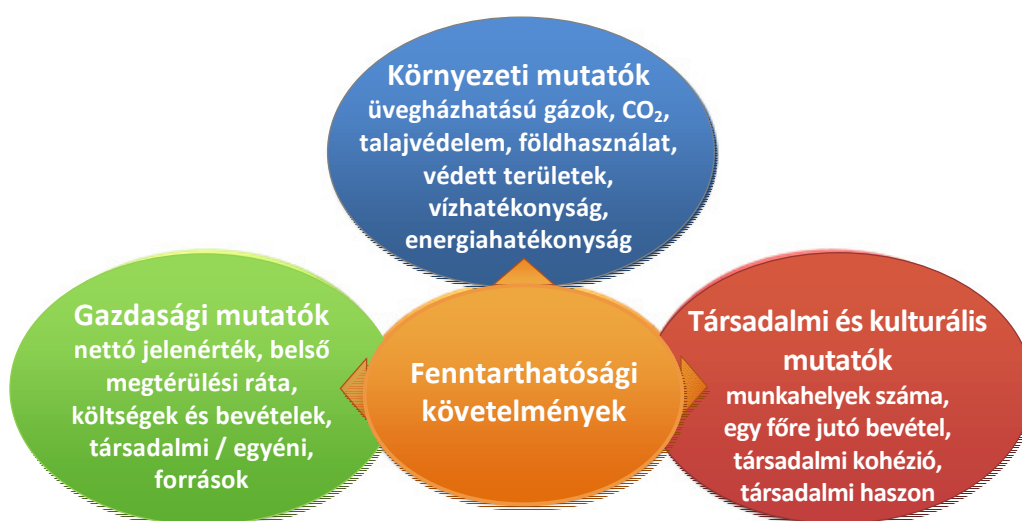 Környezeti mutatók
üvegházhatású gázok, CO₂,
talajvédelem, földhasználat,
védett területek,
vízhatékonyság,
energiahatékonyság
Gazdasági mutatók
nettó jelenérték, belső
megtérülési ráta,
költségek és bevételek,
társadalmi / egyéni,
források
Fenntarthatósági
követelmények
Társadalmi és kulturális
mutatók
munkahelyek száma,
egy főre jutó bevétel,
társadalmi kohézió,
társadalmi haszon